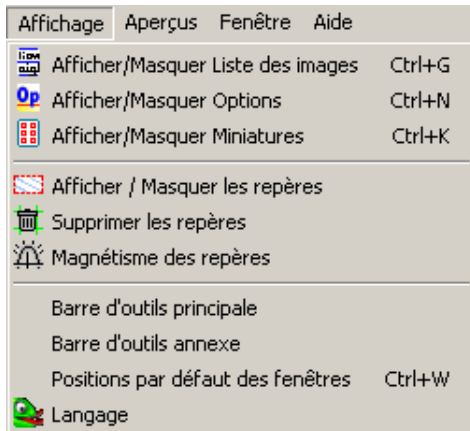 Affichage Aperçus Fenêtre Aide
Afficher/Masquer Liste des images Ctrl+G
Op Afficher/Masquer Options Ctrl+N
Afficher/Masquer Miniatures Ctrl+K
Afficher / Masquer les repères
Supprimer les repères
Magnétisme des repères
Barre d'outils principale
Barre d'outils annexe
Positions par défaut des fenêtres Ctrl+W
Langage